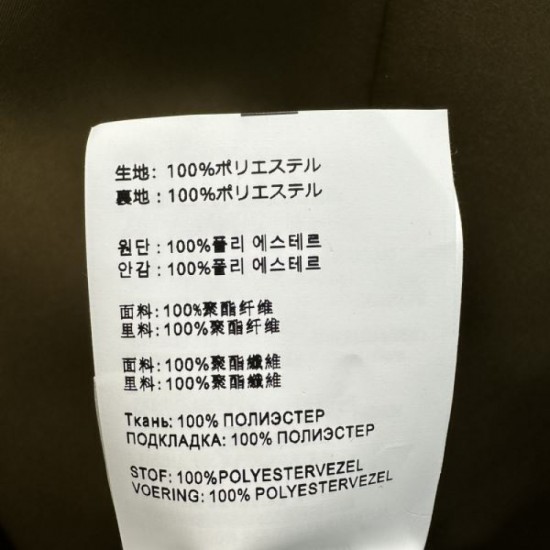 生地: 100%ポリエステル
裏地 : 100%ポリエステル
원단 : 100%폴리 에스테르
안감 : 100%폴리 에스테르
面料: 100%聚酯纤维
里料: 100%聚酯纤维
面料: 100%聚酯纖維
里料: 100%聚酯纖維
Ткань: 100% ПОЛИЭСТЕР
ПОДКЛАДКА: 100% ПОЛИЭСТЕР
STOF: 100%POLYESTERVEZEL
VOERING: 100% POLYESTERVEZEL